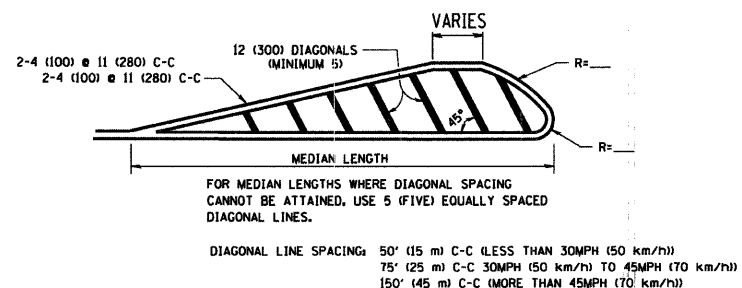 VARIES
12 (300) DIAGONALS
(MINIMUM 5)
2-4 (100) @ 11 (280) C-C
2-4 (100) @ 11 (280) C-C
R=___
45°
R=___
MEDIAN LENGTH
FOR MEDIAN LENGTHS WHERE DIAGONAL SPACING
CANNOT BE ATTAINED, USE 5 (FIVE) EQUALLY SPACED
DIAGONAL LINES.
DIAGONAL LINE SPACING: 50' (15 m) C-C (LESS THAN 30MPH (50 km/h))
75' (25 m) C-C 30MPH (50 km/h) TO 45MPH (70 km/h))
150' (45 m) C-C (MORE THAN 45MPH (70 km/h))